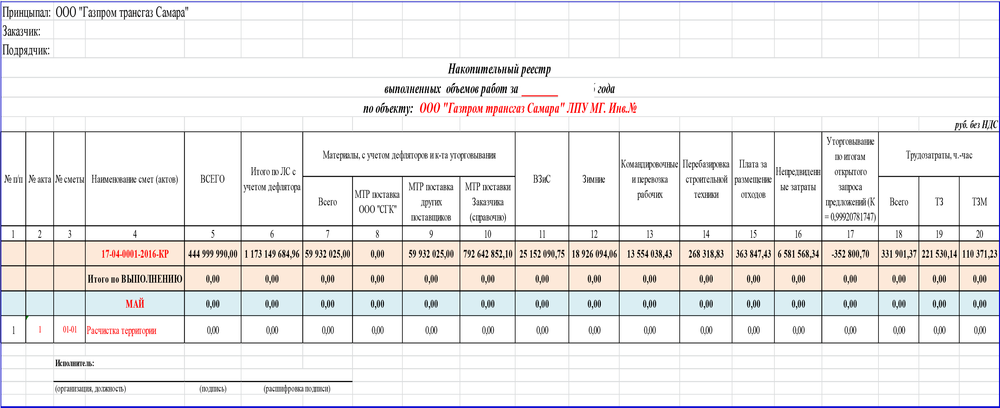 Принцыпал: ООО "Газпром трансгаз Самара"
Заказчик:
Подрядчик:
Накопительный реестр
выполненных объемов работ за года
по объекту: ООО "Газпром трансгаз Самара" ЛПУ МГ. Инв.№
руб. без НДС
№ п/п № акта № сметы Наименование смет (актов) ВСЕГО Итого по ЛС с учетом дефлятора Материалы, с учетом дефляторов и к-та уторговывания ВЗиС Зимние Командировочные и перевозка рабочих Перебазировка строительной техники Плата за размещение отходов Непредвиденн ые затраты Уторговывание по итогам открытого запроса предложений (К = 0,99920781747) Трудозатраты, ч.-час
Всего МТР поставка ООО "СГК" МТР поставка других поставщиков МТР поставки Заказчика (справочно) Всего ТЗ ТЗМ
1 2 3 4 5 6 7 8 9 10 11 12 13 14 15 16 17 18 19 20
17-04-0001-2016-КР 444 999 990,00 1 173 149 684,96 59 932 025,00 0,00 59 932 025,00 792 642 852,10 25 152 090,75 18 926 094,06 13 554 038,43 268 318,83 363 847,43 6 581 568,34 -352 800,70 331 901,37 221 530,14 110 371,23
Итого по ВЫПОЛНЕНИЮ 0,00 0,00 0,00 0,00 0,00 0,00 0,00 0,00 0,00 0,00 0,00 0,00 0,00 0,00 0,00 0,00
МАЙ 0,00 0,00 0,00 0,00 0,00 0,00 0,00 0,00 0,00 0,00 0,00 0,00 0,00 0,00 0,00 0,00
1 1 01-01 Расчистка территории 0,00 0,00 0,00 0,00 0,00 0,00 0,00 0,00 0,00 0,00 0,00 0,00 0,00 0,00 0,00 0,00
Исполнитель:
(организация, должность) (подпись) (расшифровка подписи)